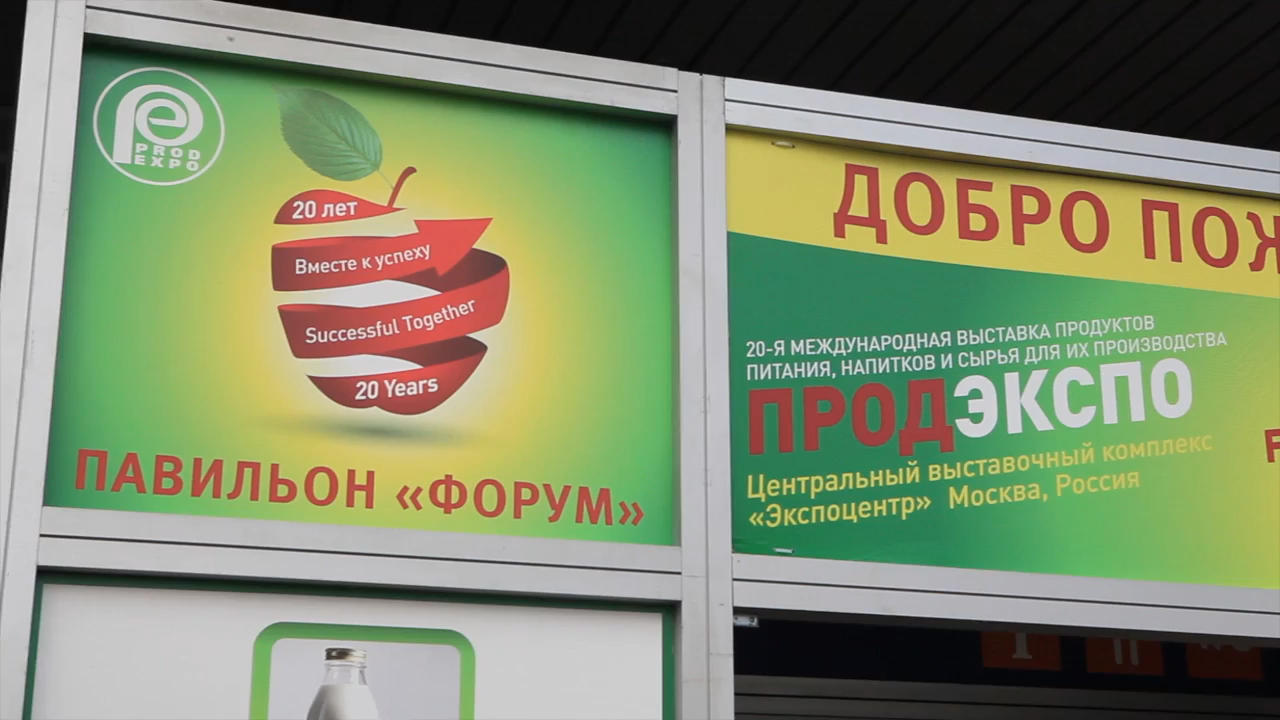 PROD
EXPO
20 лет
Вместе к успеху
Successful Together
20 Years
ПАВИЛЬОН «ФОРУМ»
ДОБРО ПОЖ
20-Я МЕЖДУНАРОДНАЯ ВЫСТАВКА ПРОДУКТОВ
ПИТАНИЯ, НАПИТКОВ И СЫРЬЯ ДЛЯ ИХ ПРОИЗВОДСТВА
ПРОДЭКСПО
Центральный выставочный комплекс
«Экспоцентр» Москва, Россия